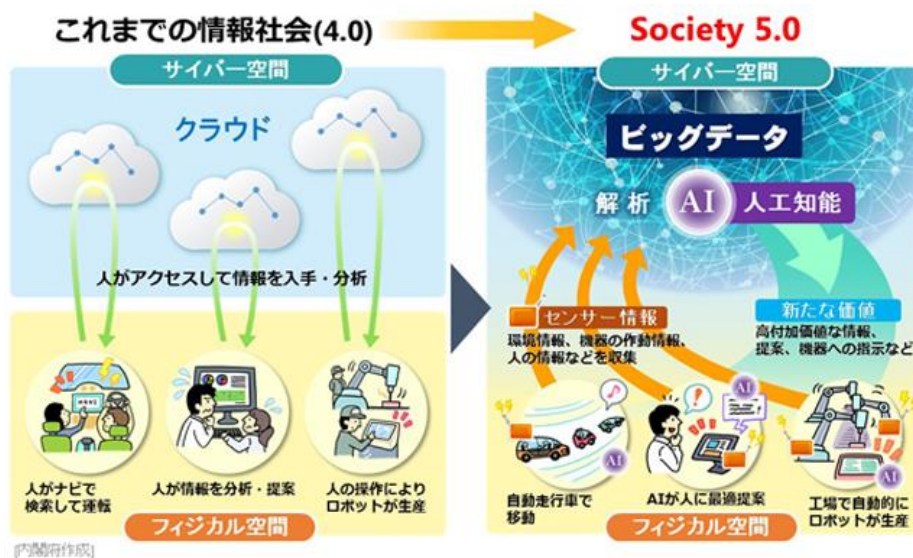 これまでの情報社会(4.0)
Society 5.0
サイバー空間
クラウド
人がアクセスして情報を入手・分析
人がナビで
検索して運転
人が情報を分析・提案
人の操作により
ロボットが生産
フィジカル空間
サイバー空間
ビッグデータ
解析 AI 人工知能
センサー情報
環境情報、機器の作動情報、
人の情報などを収集
新たな価値
高付加価値な情報、
提案、機器への指示など
AI
AI
AI
自動走行車で
移動
AIが人に最適提案
工場で自動的に
ロボットが生産
フィジカル空間
[内閣府作成]